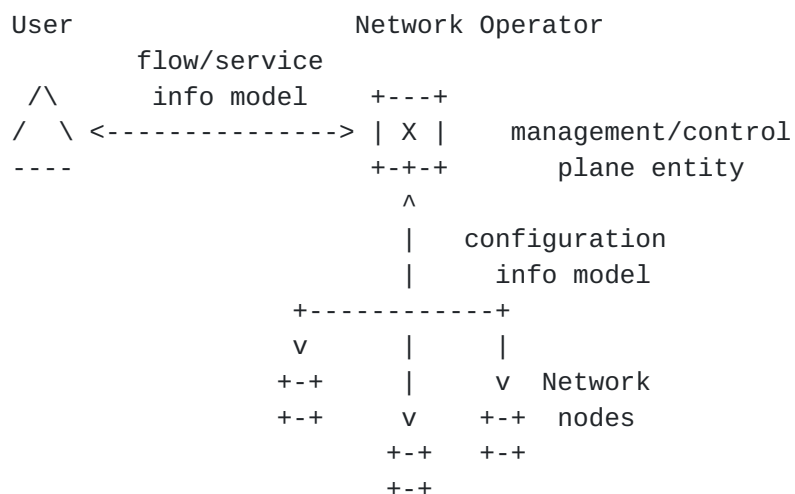 User                  Network Operator
        flow/service
 /\      info model    +---+
/  \ <---------------> | X |    management/control
----                   +-+-+       plane entity
                         ^
                         |   configuration
                         |     info model
                  +------------+
                  v      |     |
                 +-+     |     v  Network
                 +-+     v    +-+  nodes
                        +-+   +-+
                        +-+